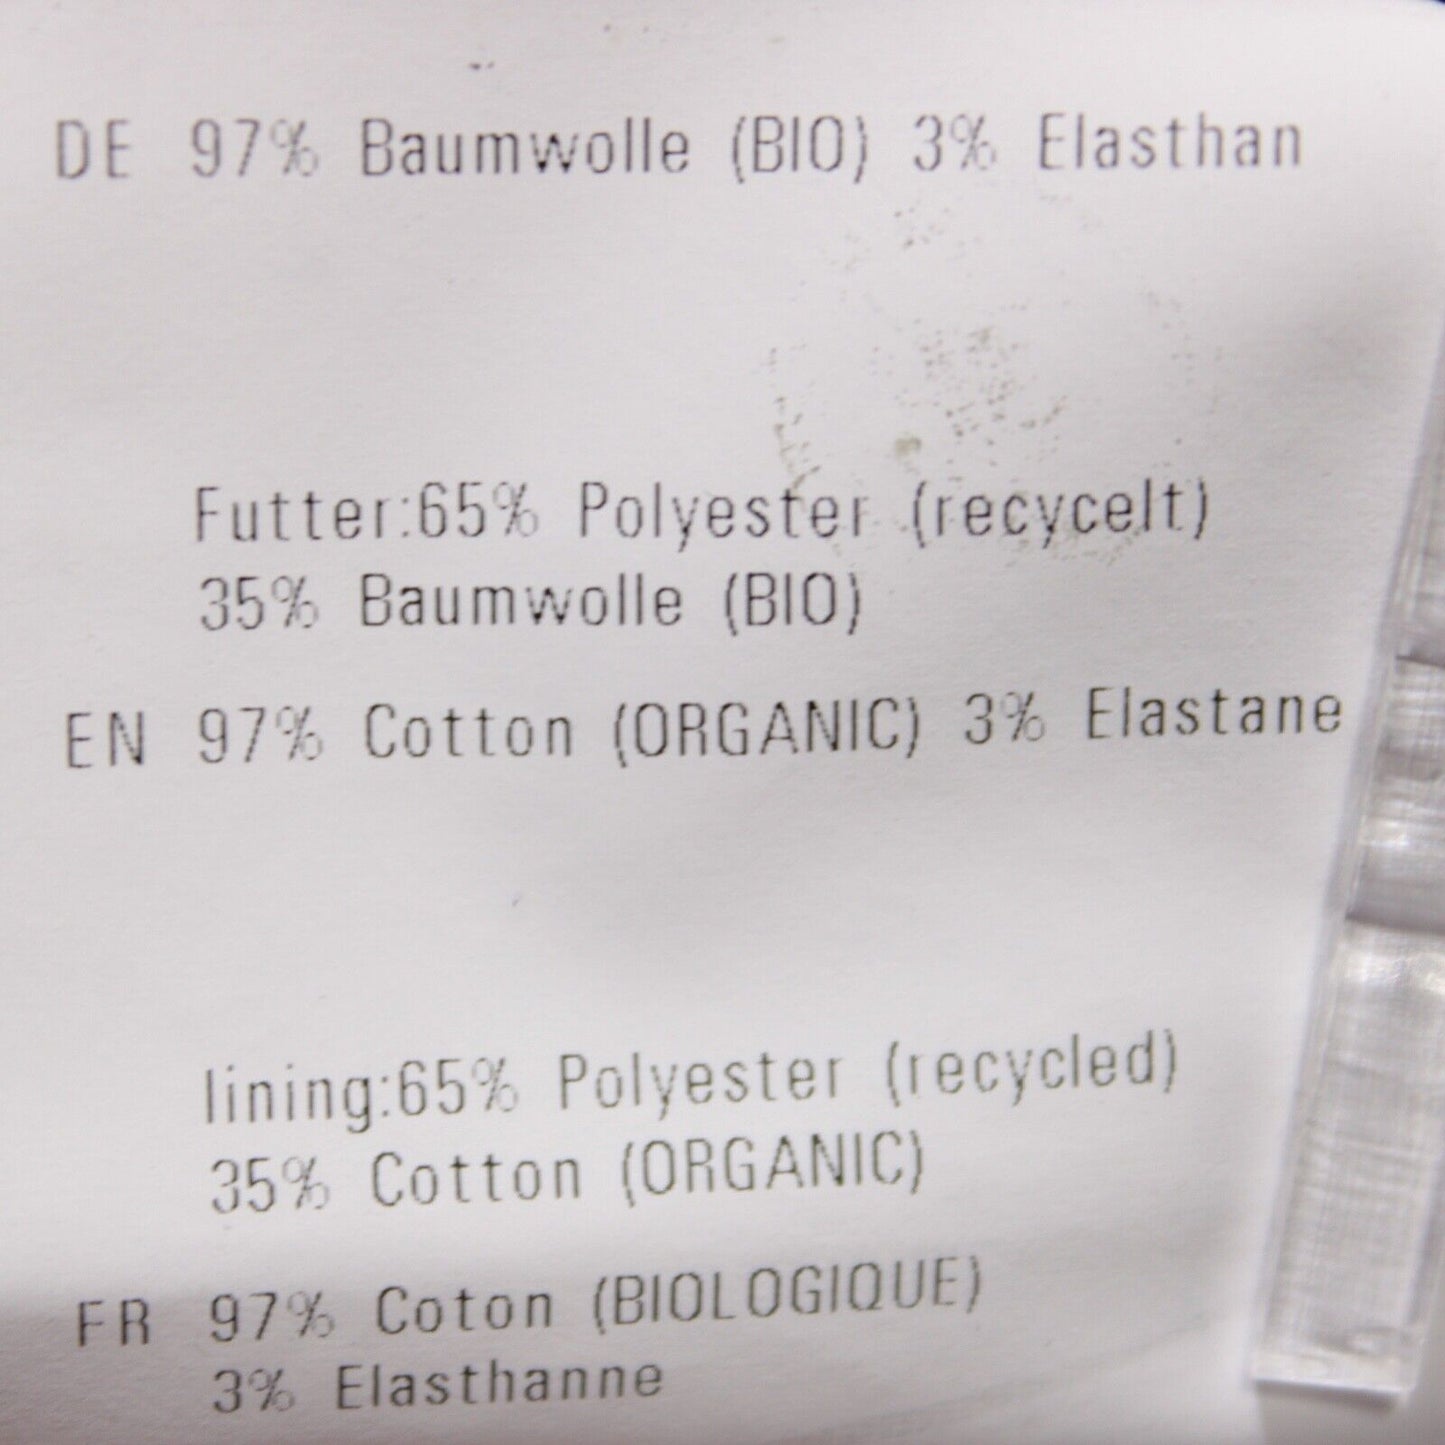 DE 97% Baumwolle (BIO) 3% Elasthan
Futter:65% Polyester (recycelt)
35% Baumwolle (BIO)
EN 97% Cotton (ORGANIC) 3% Elastane
lining:65% Polyester (recycled)
35% Cotton (ORGANIC)
FR 97% Coton (BIOLOGIQUE)
3% Elasthanne